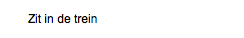 Zit in de trein